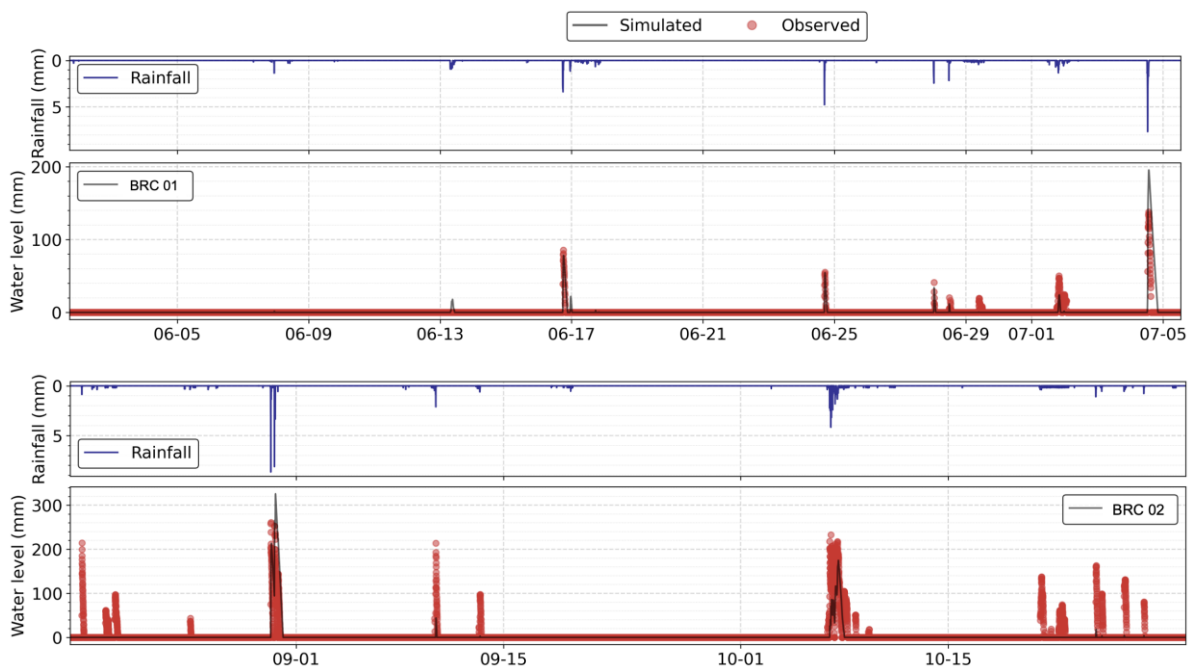 Simulated Observed
0
5
Rainfall (mm)
Rainfall
200
100
0
Water level (mm)
BRC 01
06-05 06-09 06-13 06-17 06-21 06-25 06-29 07-01 07-05
0
5
Rainfall (mm)
Rainfall
300
200
100
0
Water level (mm)
BRC 02
09-01 09-15 10-01 10-15